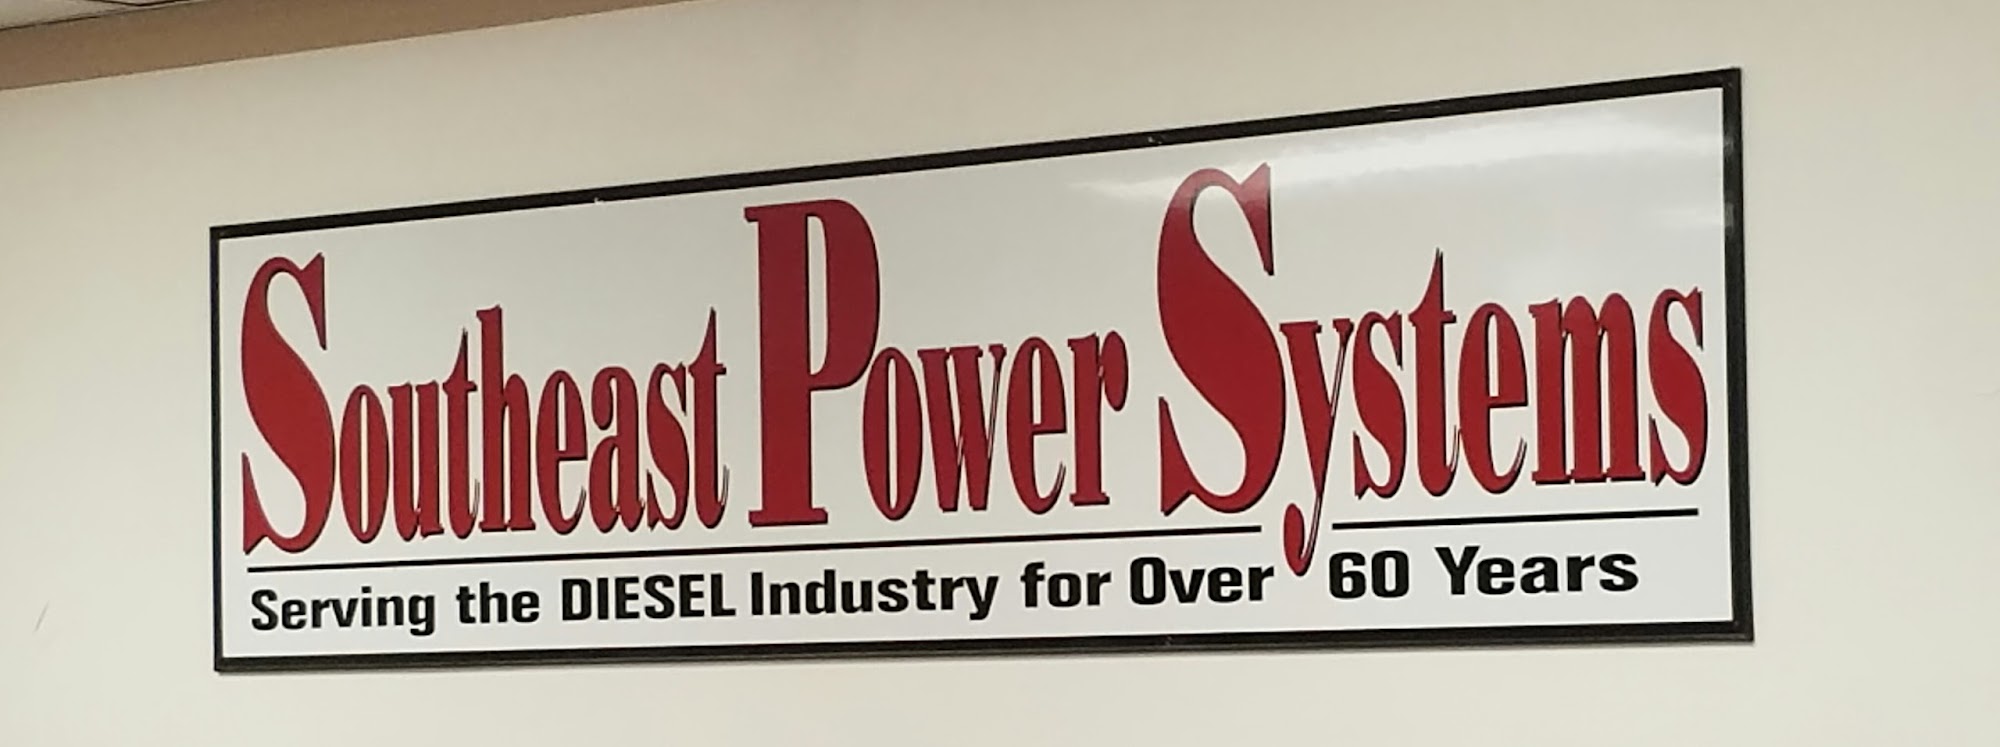 Southeast Power Systems
Serving the DIESEL Industry for Over 60 Years